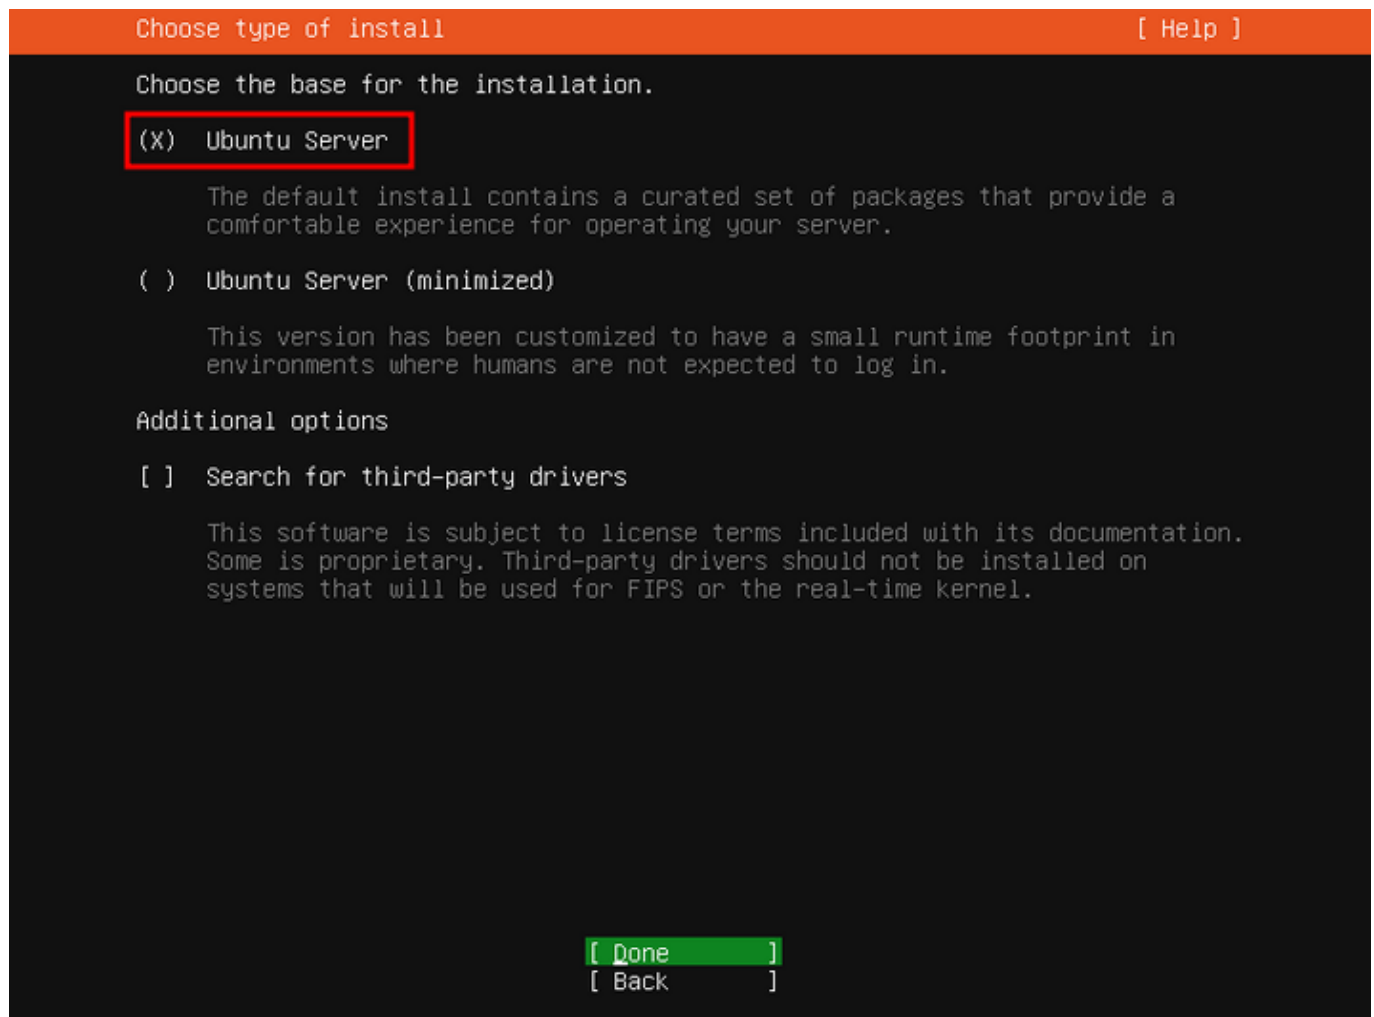 Choose type of install [ Help ]
Choose the base for the installation.
(X) Ubuntu Server
The default install contains a curated set of packages that provide a
comfortable experience for operating your server.
( ) Ubuntu Server (minimized)
This version has been customized to have a small runtime footprint in
environments where humans are not expected to log in.
Additional options
[ ] Search for third-party drivers
This software is subject to license terms included with its documentation.
Some is proprietary. Third-party drivers should not be installed on
systems that will be used for FIPS or the real-time kernel.
[ Done ]
[ Back ]